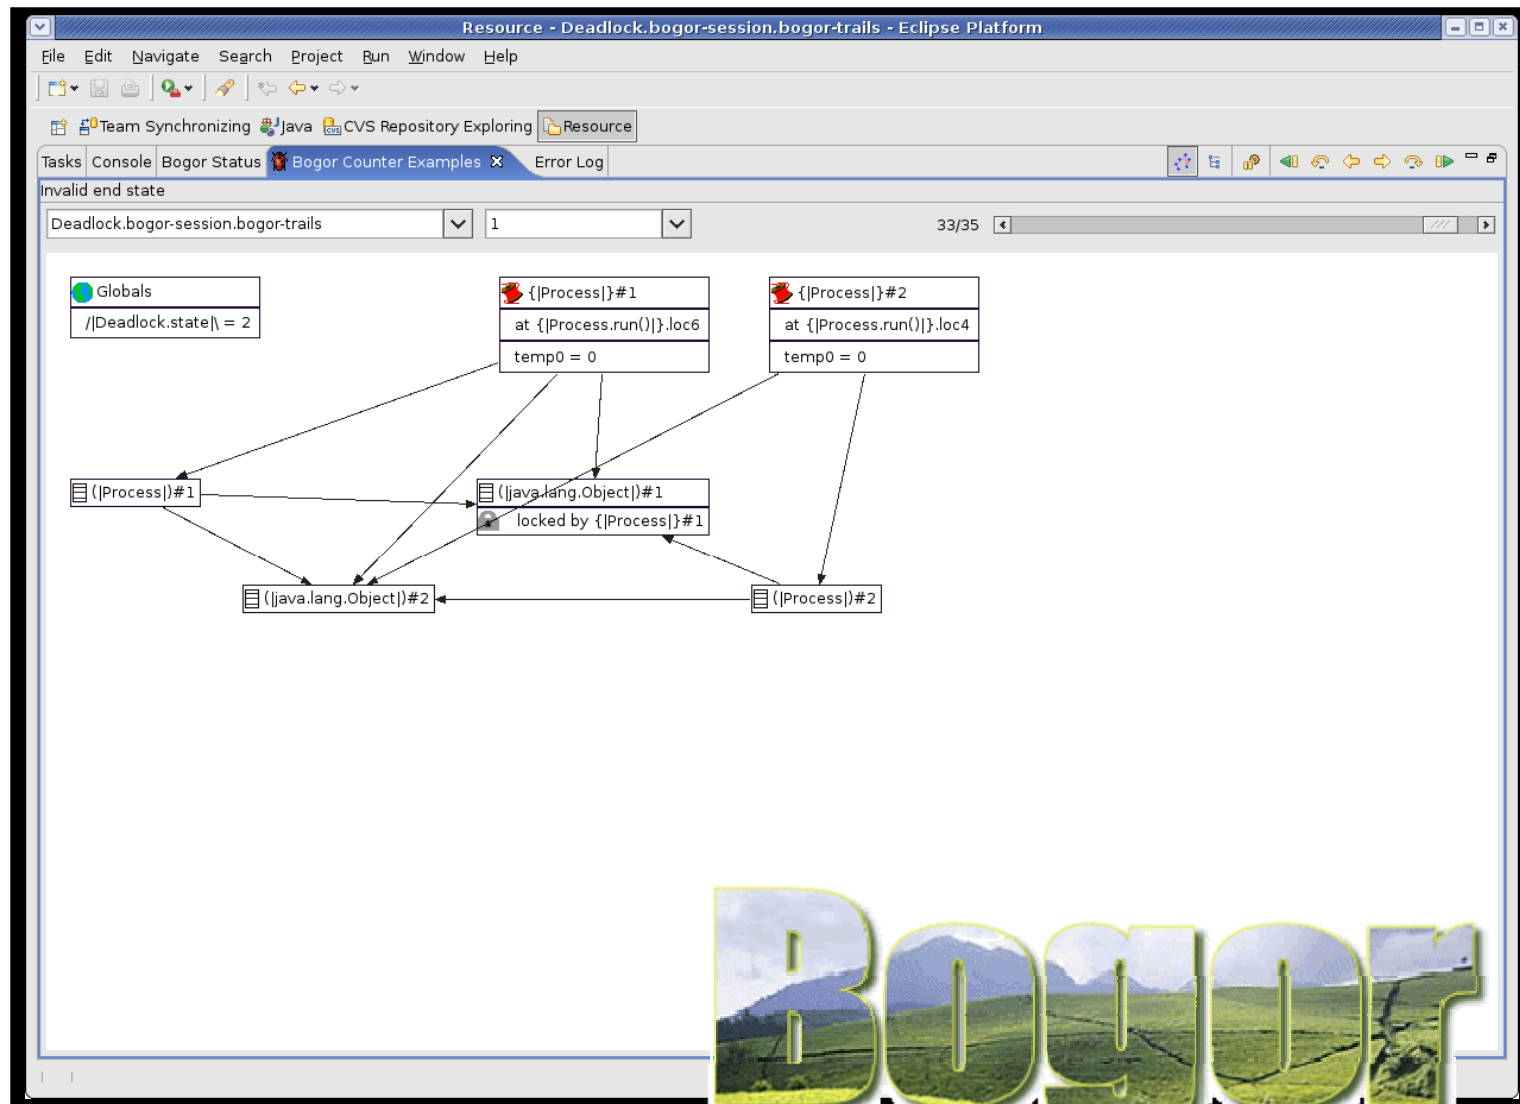 Resource - Deadlock.bogor-session.bogor-trails - Eclipse Platform
File Edit Navigate Search Project Run Window Help
Team Synchronizing Java CVS Repository Exploring Resource
Tasks Console Bogor Status Bogor Counter Examples Error Log
Invalid end state
Deadlock.bogor-session.bogor-trails 1 33/35
Globals
/|Deadlock.state|\ = 2
{|Process|}#1
at {|Process.run()|}.loc6
temp0 = 0
{|Process|}#2
at {|Process.run()|}.loc4
temp0 = 0
(|Process|)#1
(|java.lang.Object|)#1
locked by {|Process|}#1
(|java.lang.Object|)#2
(|Process|)#2
Bogor